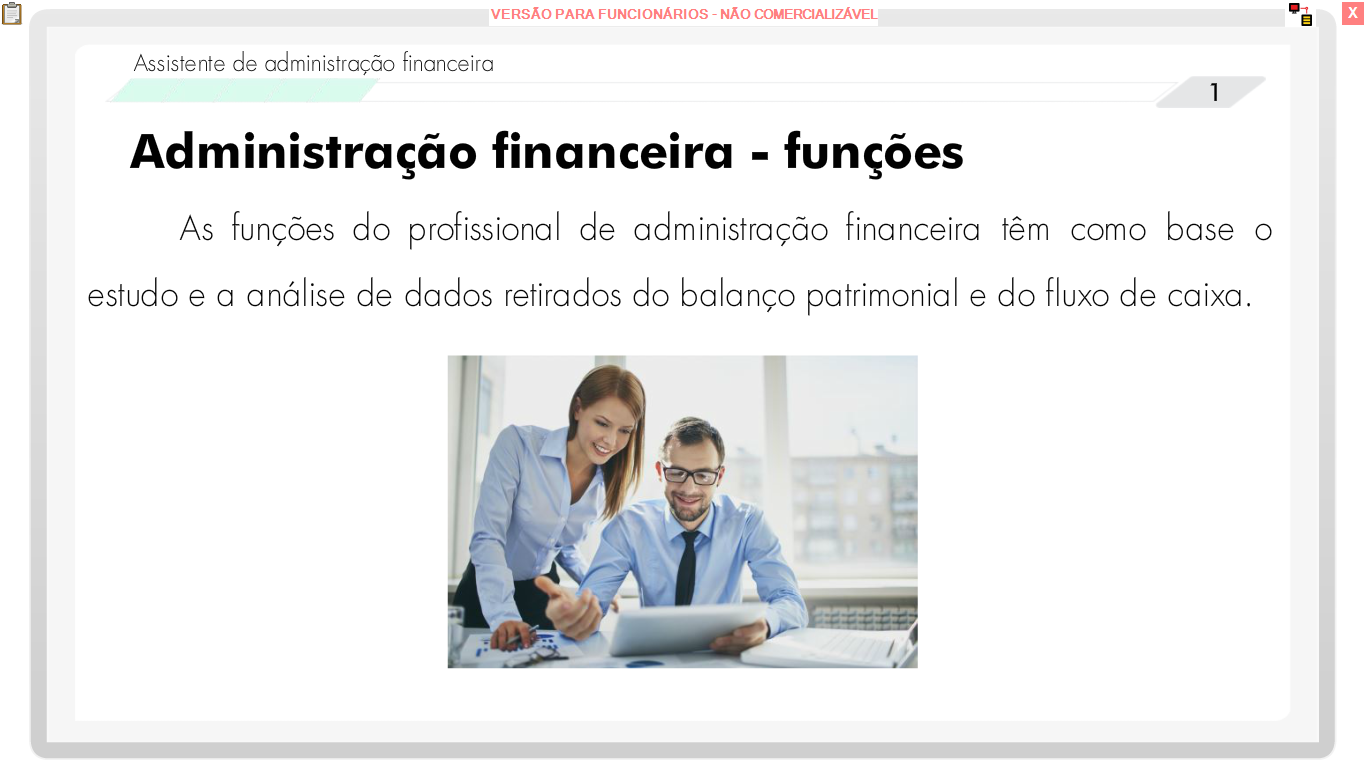 VERSÃO PARA FUNCIONÁRIOS - NÃO COMERCIALIZÁVEL
X
Assistente de administração financeira
1
Administração financeira - funções
As funções do profissional de administração financeira têm como base o
estudo e a análise de dados retirados do balanço patrimonial e do fluxo de caixa.